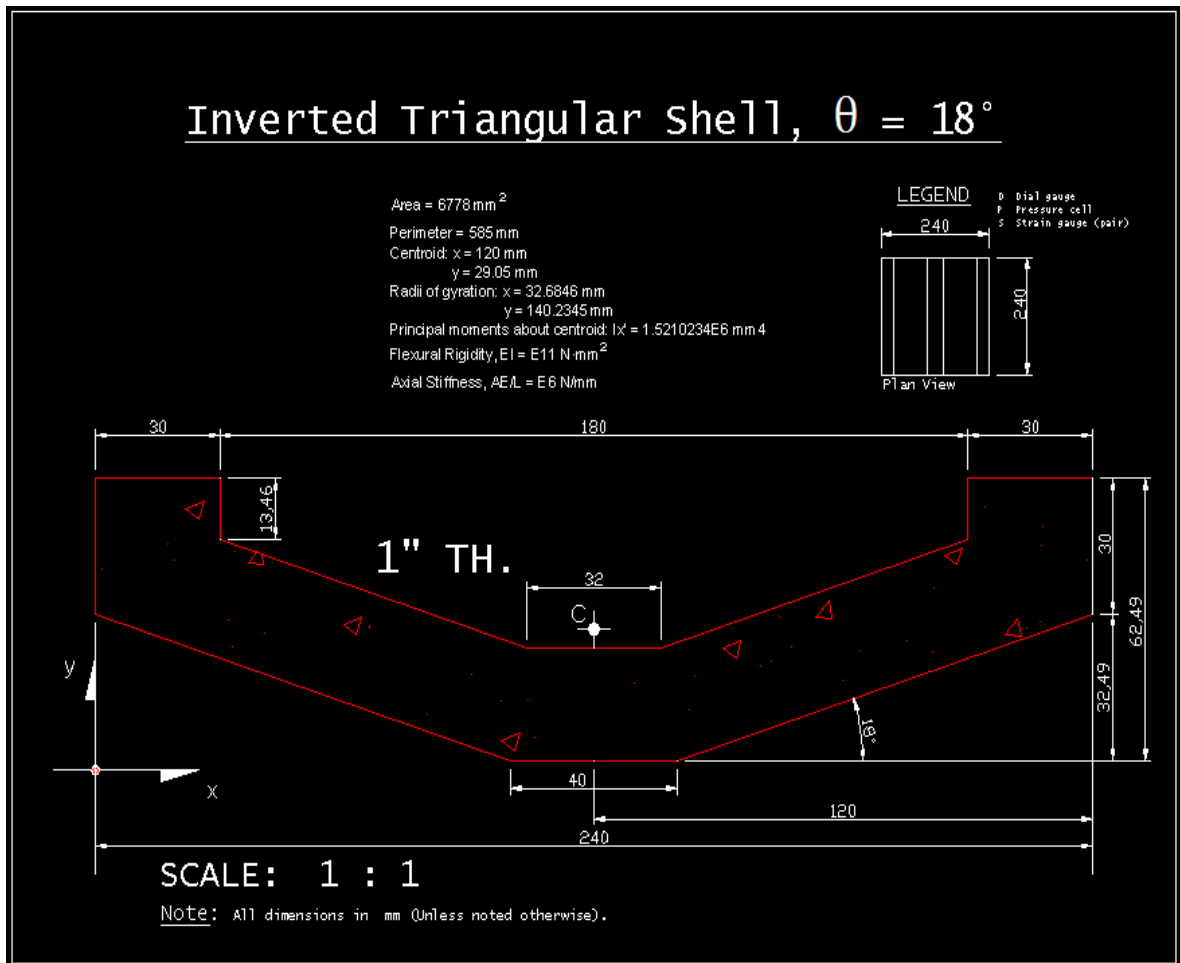 Inverted Triangular Shell, θ = 18°
Area = 6778 mm²
Perimeter = 585 mm
Centroid: x = 120 mm
y = 29.05 mm
Radii of gyration: x = 32.6846 mm
y = 140.2345 mm
Principal moments about centroid: Ix' = 1.5210234E6 mm 4
Flexural Rigidity, EI = E11 N·mm²
Axial Stiffness, AE/L = E6 N/mm
LEGEND
D Dial gauge
P Pressure cell
S Strain gauge (pair)
240
240
Plan View
30
180
30
13,46
1" TH.
32
C
30
62,49
32,49
18°
y
x
40
120
240
SCALE: 1 : 1
Note: All dimensions in mm (Unless noted otherwise).